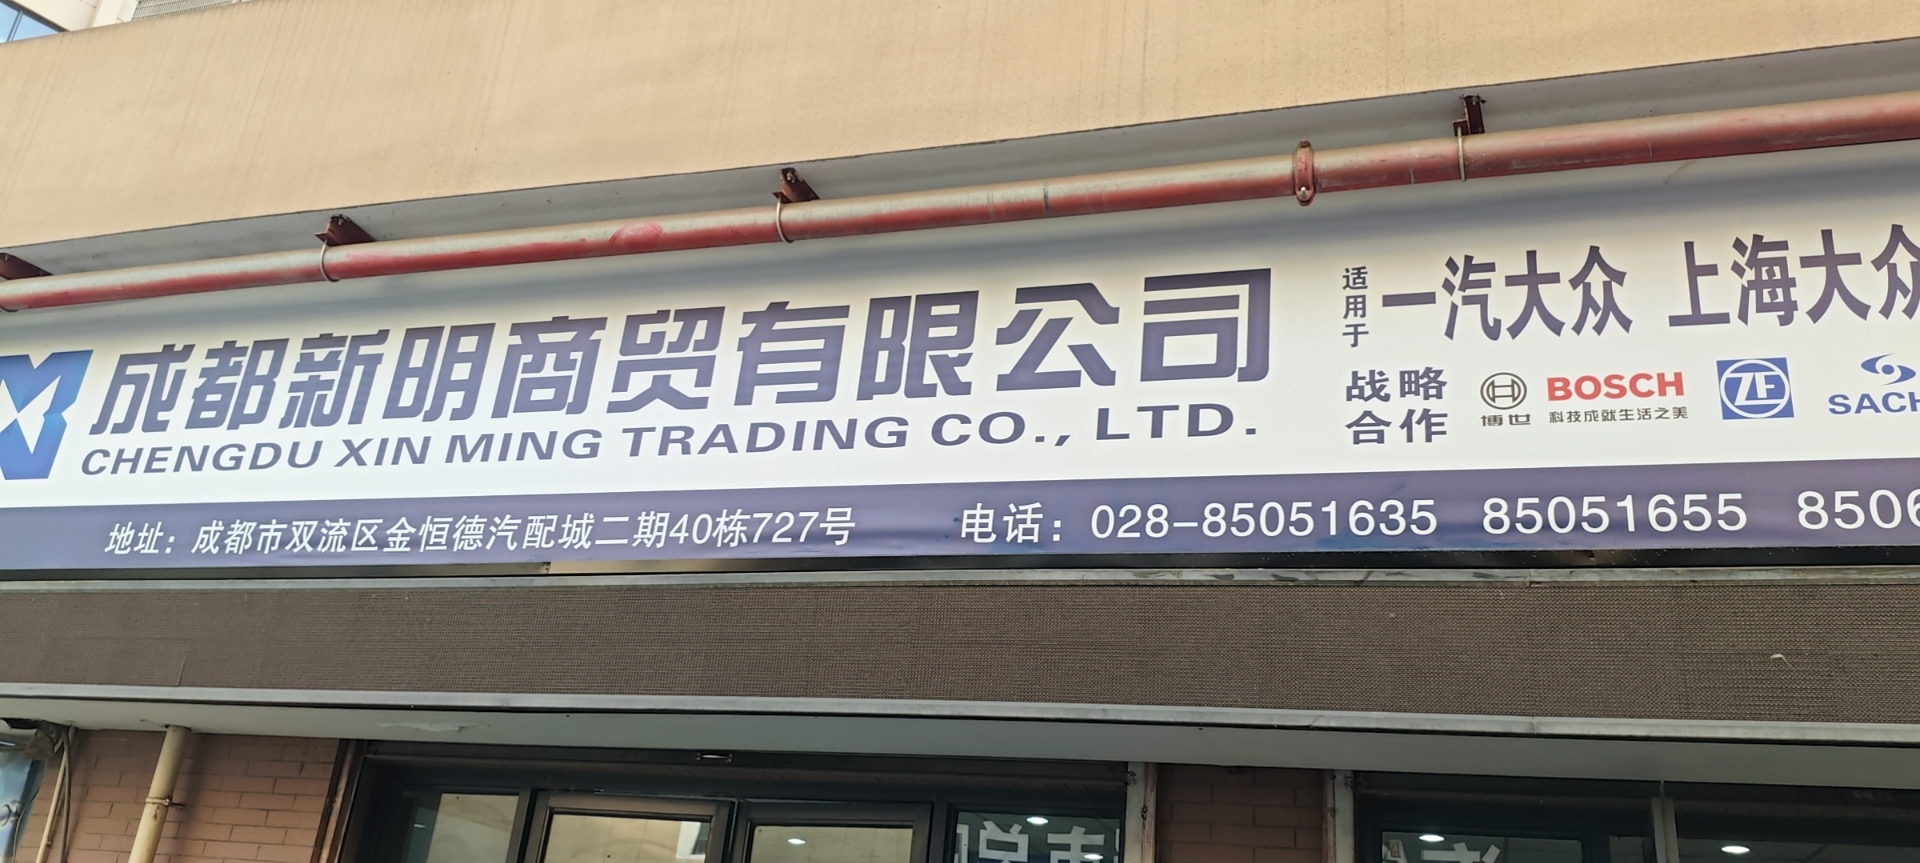 成都新明商贸有限公司
CHENGDU XIN MING TRADING CO., LTD.
适用于 一汽大众 上海大众
战略合作 博世 BOSCH 科技成就生活之美 ZF SACH
地址：成都市双流区金恒德汽配城二期40栋727号 电话：028-85051635 85051655 8506